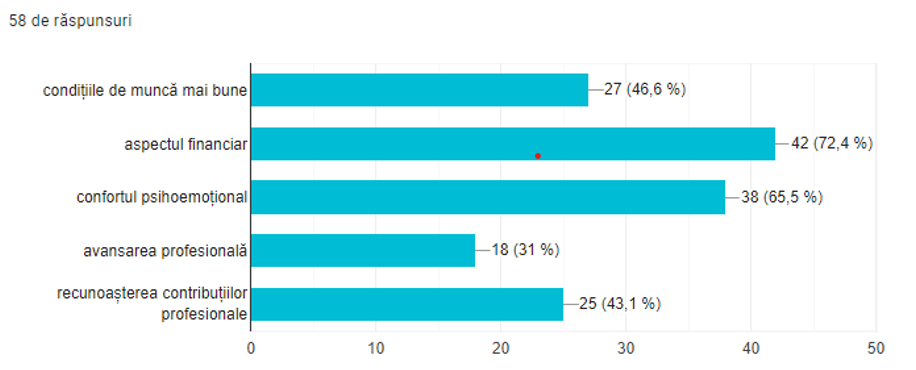 58 de răspunsuri
condițiile de muncă mai bune
27 (46,6 %)
aspectul financiar
42 (72,4 %)
confortul psihoemoțional
38 (65,5 %)
avansarea profesională
18 (31 %)
recunoașterea contribuțiilor
profesionale
25 (43,1 %)
0 10 20 30 40 50